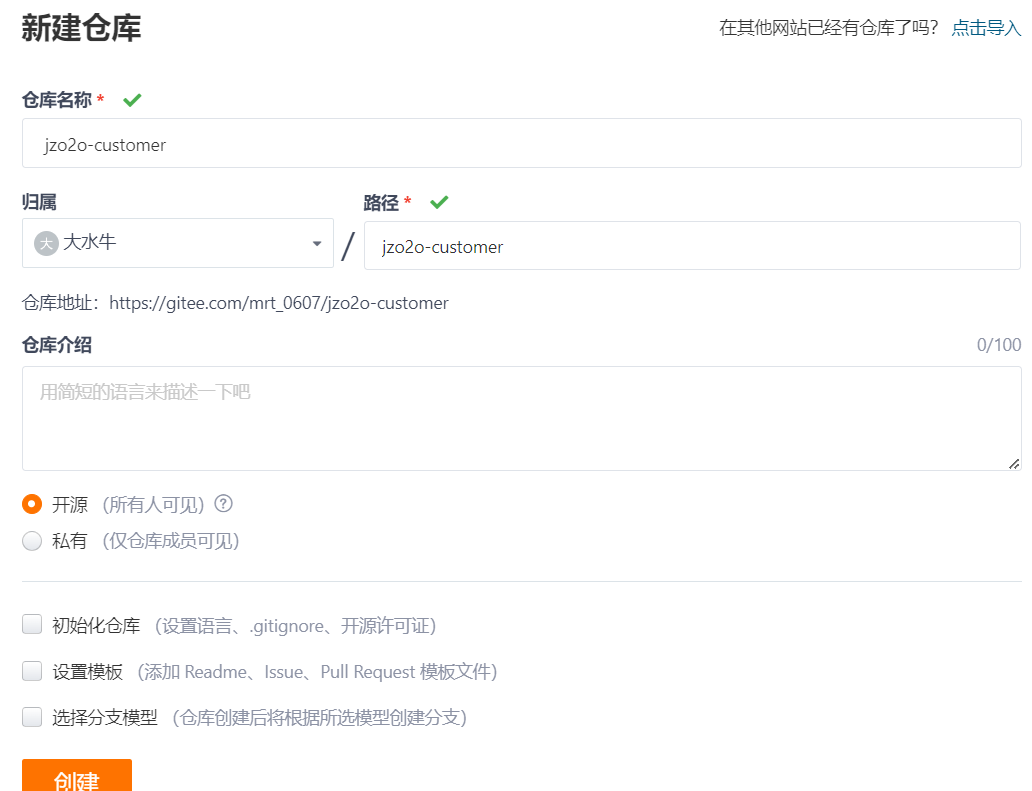 新建仓库
在其他网站已经有仓库了吗？ 点击导入
仓库名称 *
jzo2o-customer
归属
路径 *
大 大水牛 / jzo2o-customer
仓库地址：https://gitee.com/mrt_0607/jzo2o-customer
仓库介绍 0/100
用简短的语言来描述一下吧
开源 (所有人可见) ?
私有 (仅仓库成员可见)
初始化仓库 (设置语言、.gitignore、开源许可证)
设置模板 (添加 Readme、Issue、Pull Request 模板文件)
选择分支模型 (仓库创建后将根据所选模型创建分支)
创建